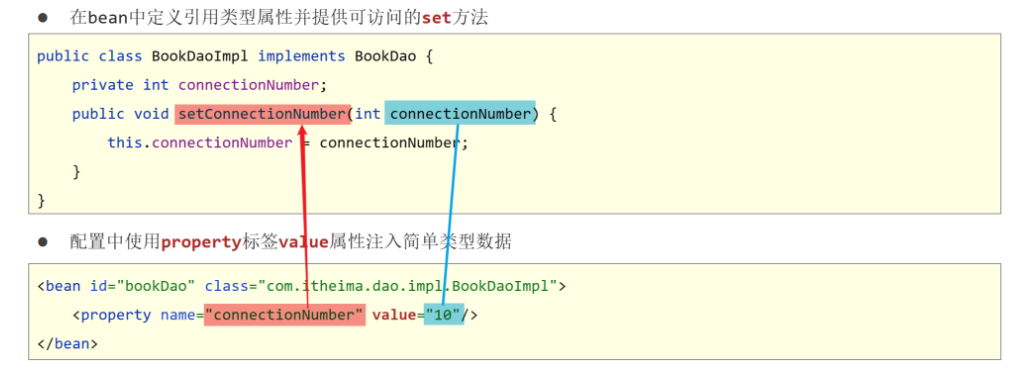 ● 在bean中定义引用类型属性并提供可访问的set方法
public class BookDaoImpl implements BookDao {
    private int connectionNumber;
    public void setConnectionNumber(int connectionNumber) {
        this.connectionNumber = connectionNumber;
    }
}
● 配置中使用property标签value属性注入简单类型数据
<bean id="bookDao" class="com.itheima.dao.impl.BookDaoImpl">
    <property name="connectionNumber" value="10"/>
</bean>